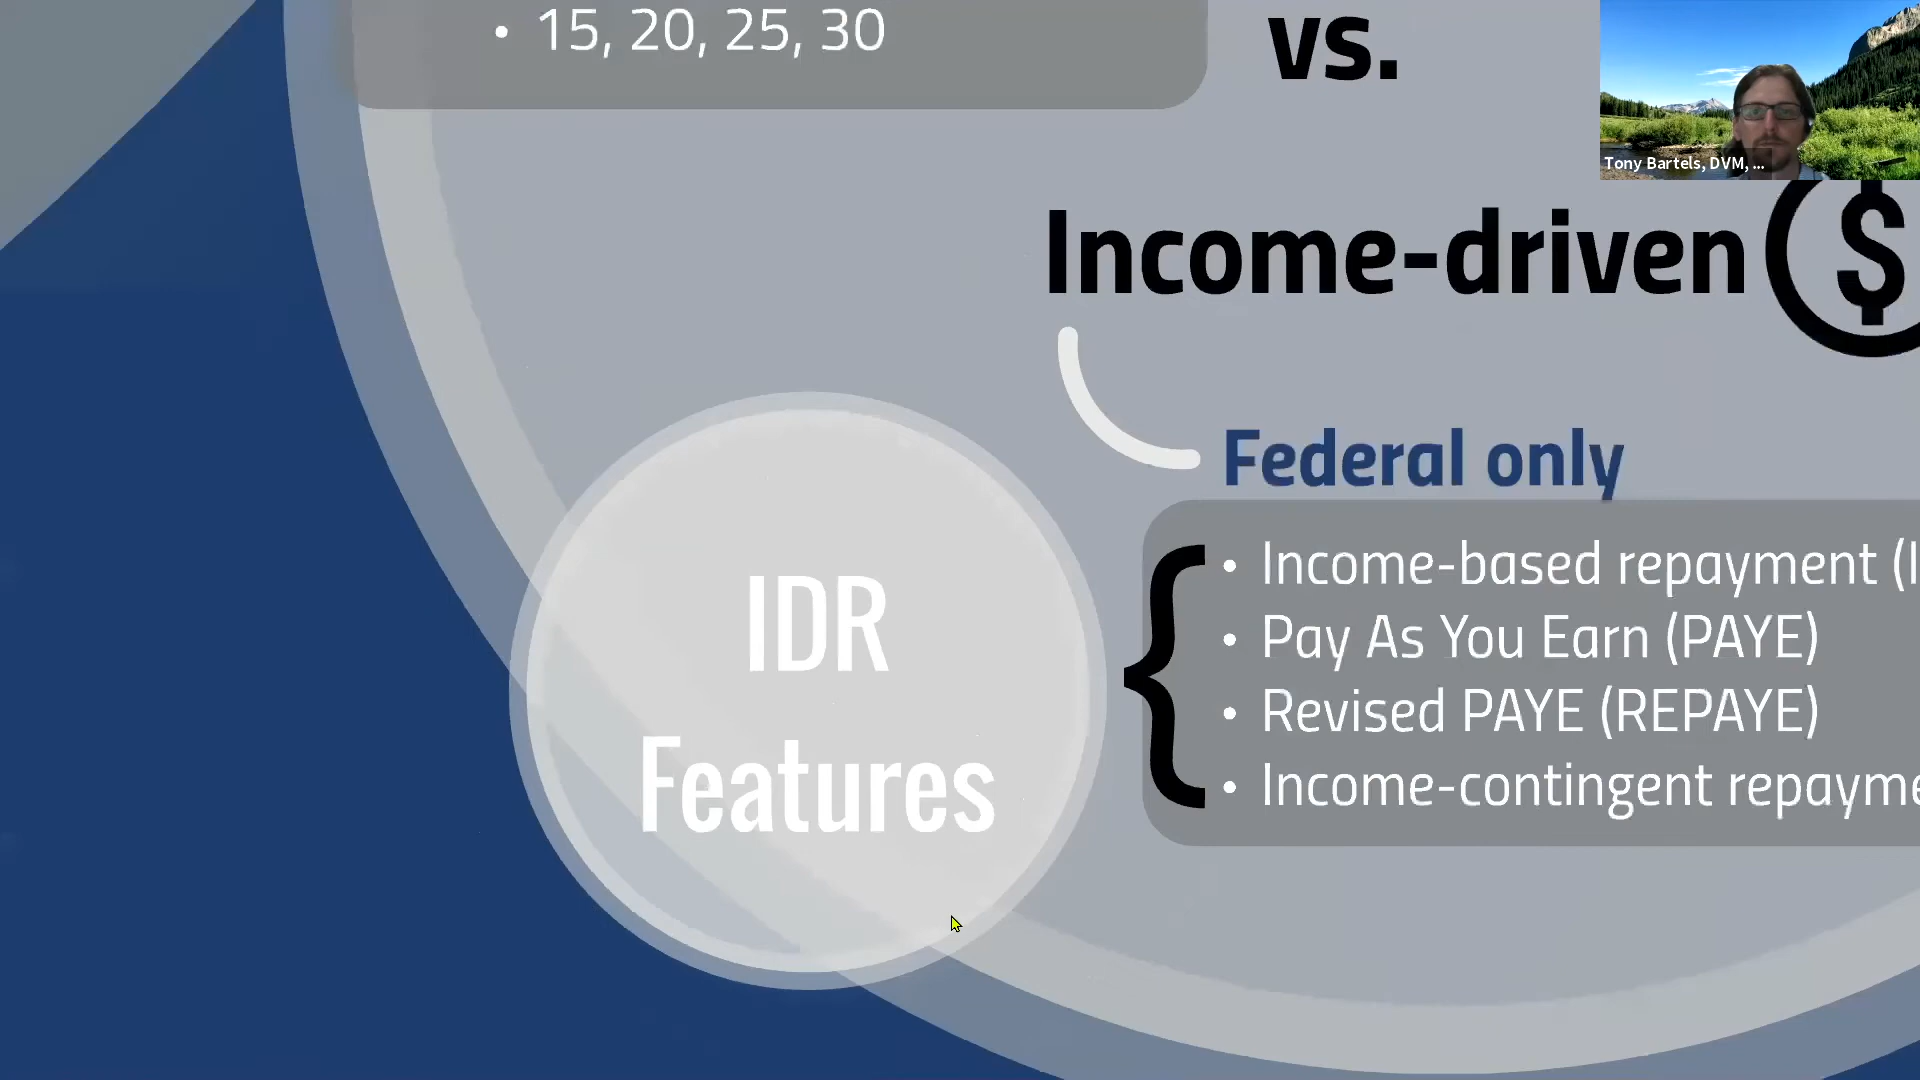 • 15, 20, 25, 30
vs.
Tony Bartels, DVM, ...
Income-driven $
Federal only
• Income-based repayment (I
• Pay As You Earn (PAYE)
• Revised PAYE (REPAYE)
• Income-contingent repayme
IDR
Features